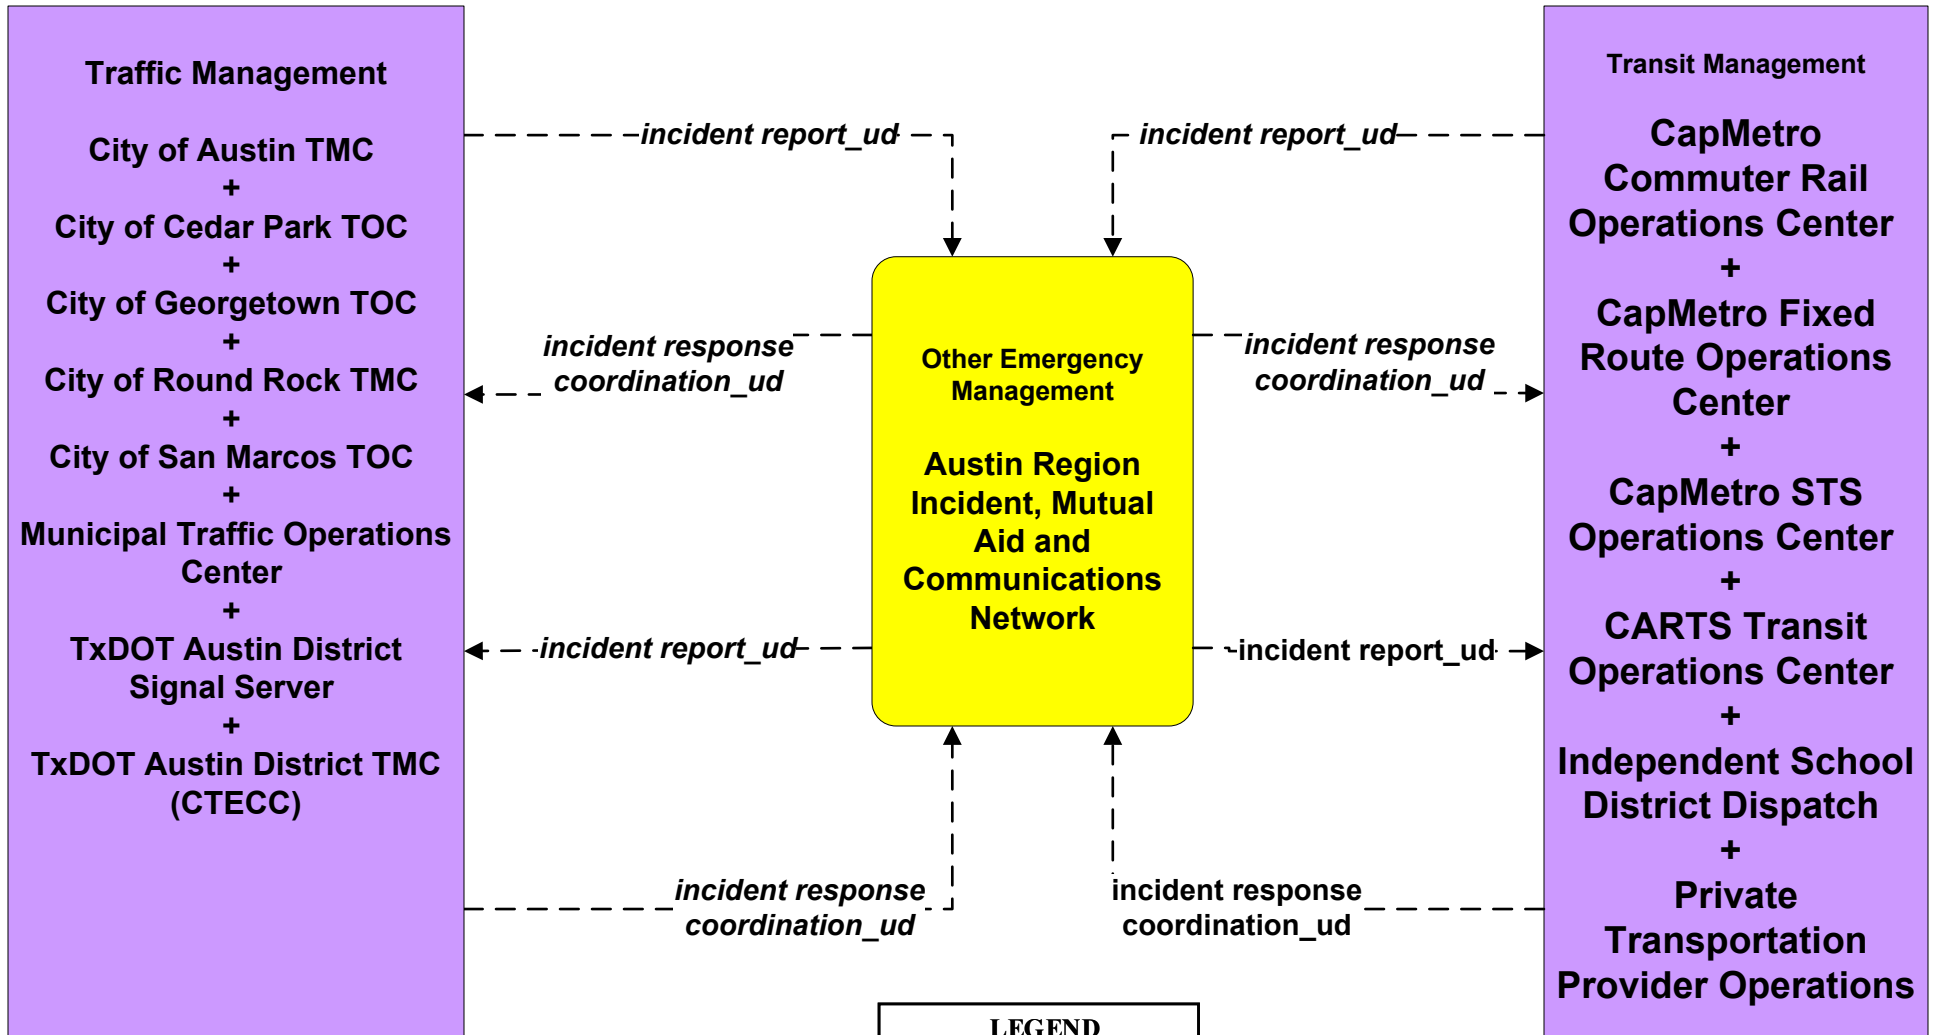 Traffic Management
City of Austin TMC
+
City of Cedar Park TOC
+
City of Georgetown TOC
+
City of Round Rock TMC
+
City of San Marcos TOC
+
Municipal Traffic Operations
Center
+
TxDOT Austin District
Signal Server
+
TxDOT Austin District TMC
(CTECC)
incident report_ud
incident response
coordination_ud
incident report_ud
incident response
coordination_ud
Other Emergency
Management
Austin Region
Incident, Mutual
Aid and
Communications
Network
incident report_ud
incident response
coordination_ud
incident report_ud
incident response
coordination_ud
Transit Management
CapMetro
Commuter Rail
Operations Center
+
CapMetro Fixed
Route Operations
Center
+
CapMetro STS
Operations Center
+
CARTS Transit
Operations Center
+
Independent School
District Dispatch
+
Private
Transportation
Provider Operations
LEGEND